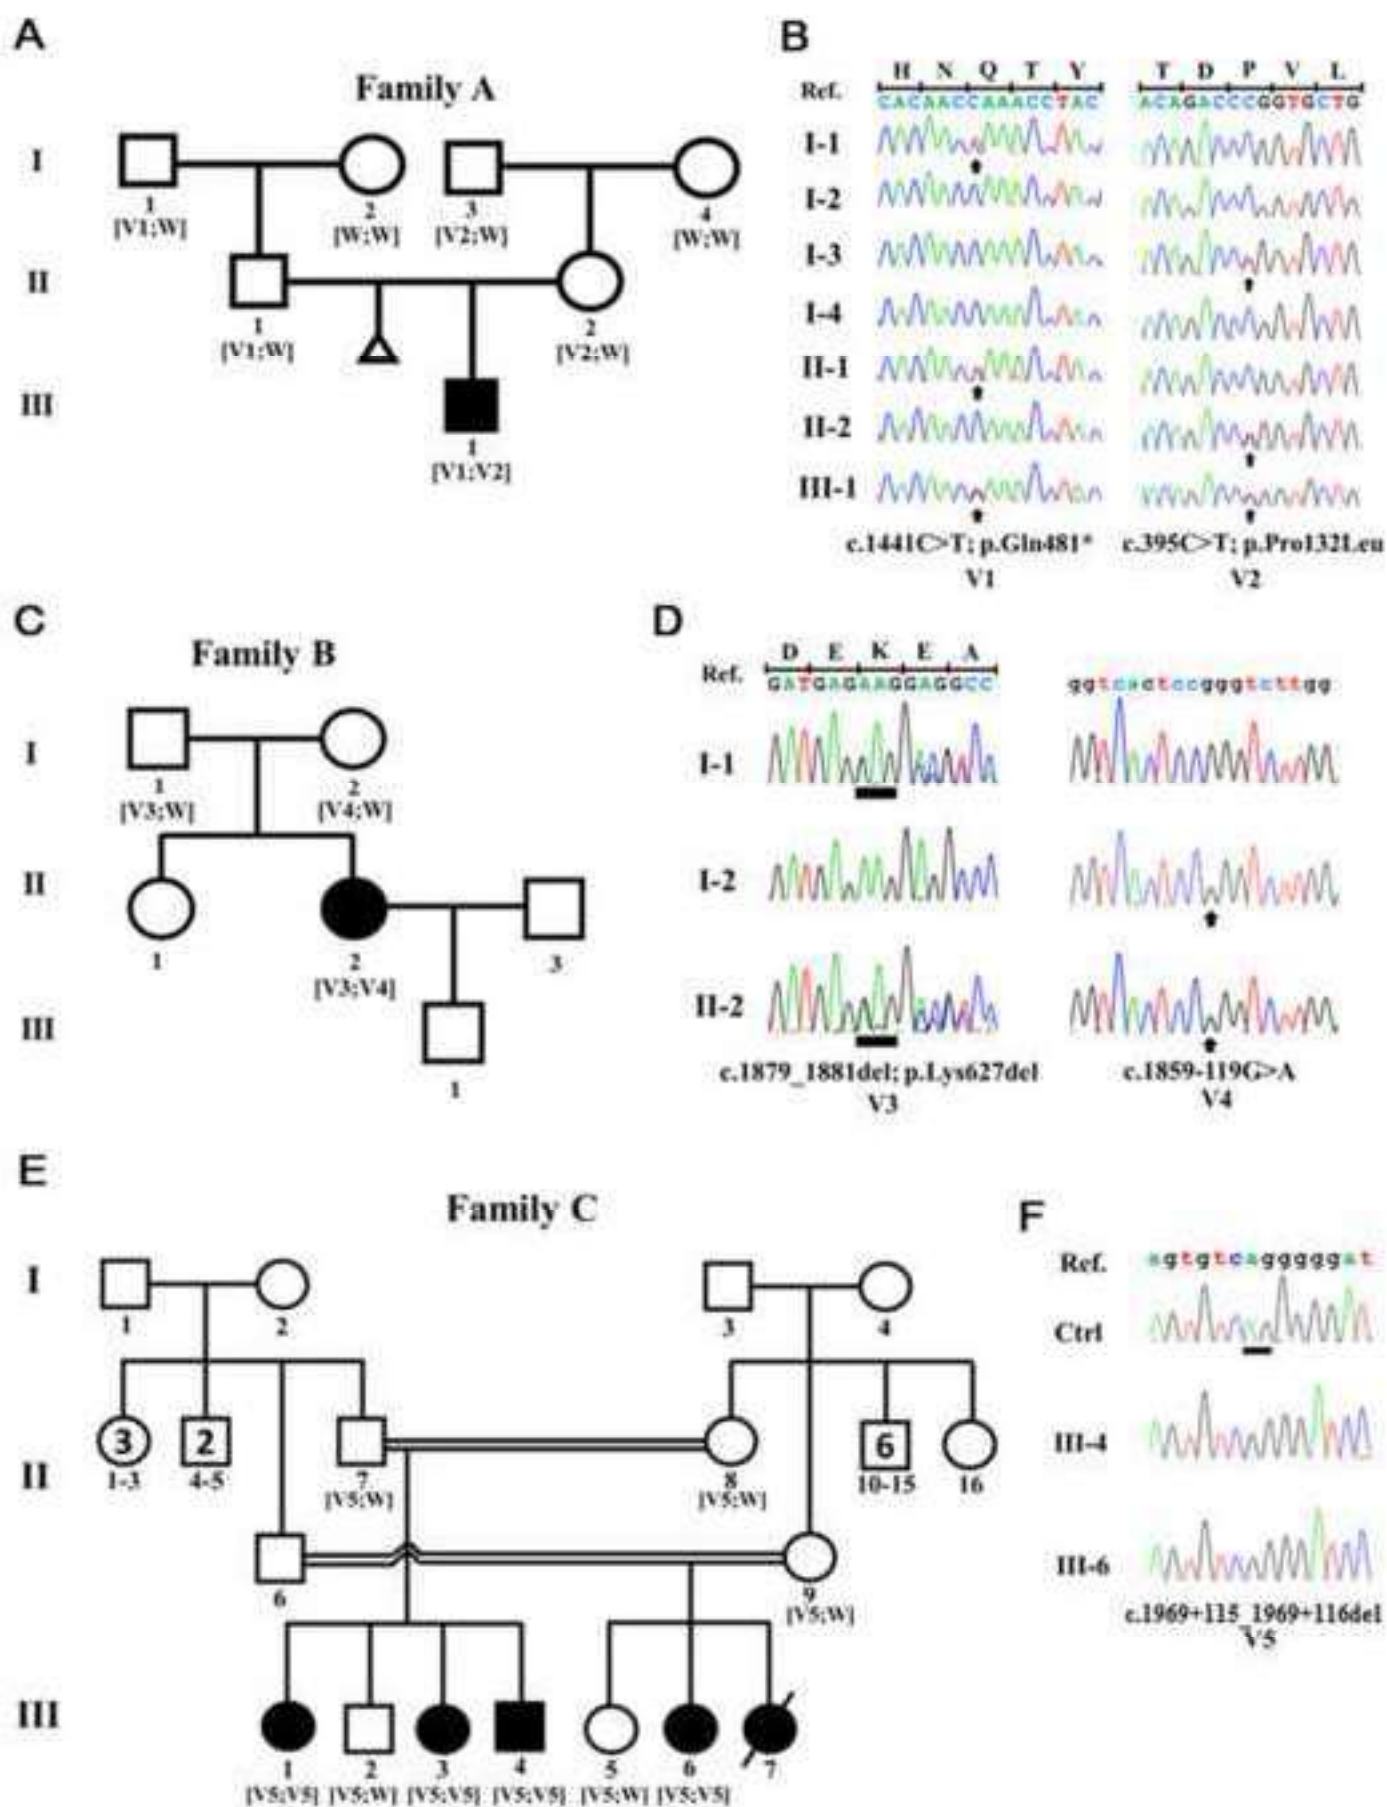 A
Family A
I
1
[V1;W]
2
[W;W]
3
[V2;W]
4
[W;W]
II
1
[V1;W]
2
[V2;W]
III
1
[V1;V2]
B
H N Q T Y
T D P V L
Ref.
CACAACCAAACCTAC
ACAGACCCGGTGCTG
I-1
I-2
I-3
I-4
II-1
II-2
III-1
c.1441C>T; p.Gln481*
V1
c.395C>T; p.Pro132Leu
V2
C
Family B
I
1
[V3;W]
2
[V4;W]
II
1
2
[V3;V4]
3
III
1
D
D E K E A
Ref.
GATGAGAAGGAGGCC
ggtcactccgggtcttgg
I-1
I-2
II-2
c.1879_1881del; p.Lys627del
V3
c.1859-119G>A
V4
E
Family C
I
1
2
3
4
II
3
1-3
2
4-5
7
[V5;W]
8
[V5;W]
6
10-15
16
6
9
[V5;W]
III
1
[V5;V5]
2
[V5;W]
3
[V5;V5]
4
[V5;V5]
5
[V5;W]
6
[V5;V5]
7
F
Ref.
agtgtcagggggat
Ctrl
III-4
III-6
c.1969+115_1969+116del
V5